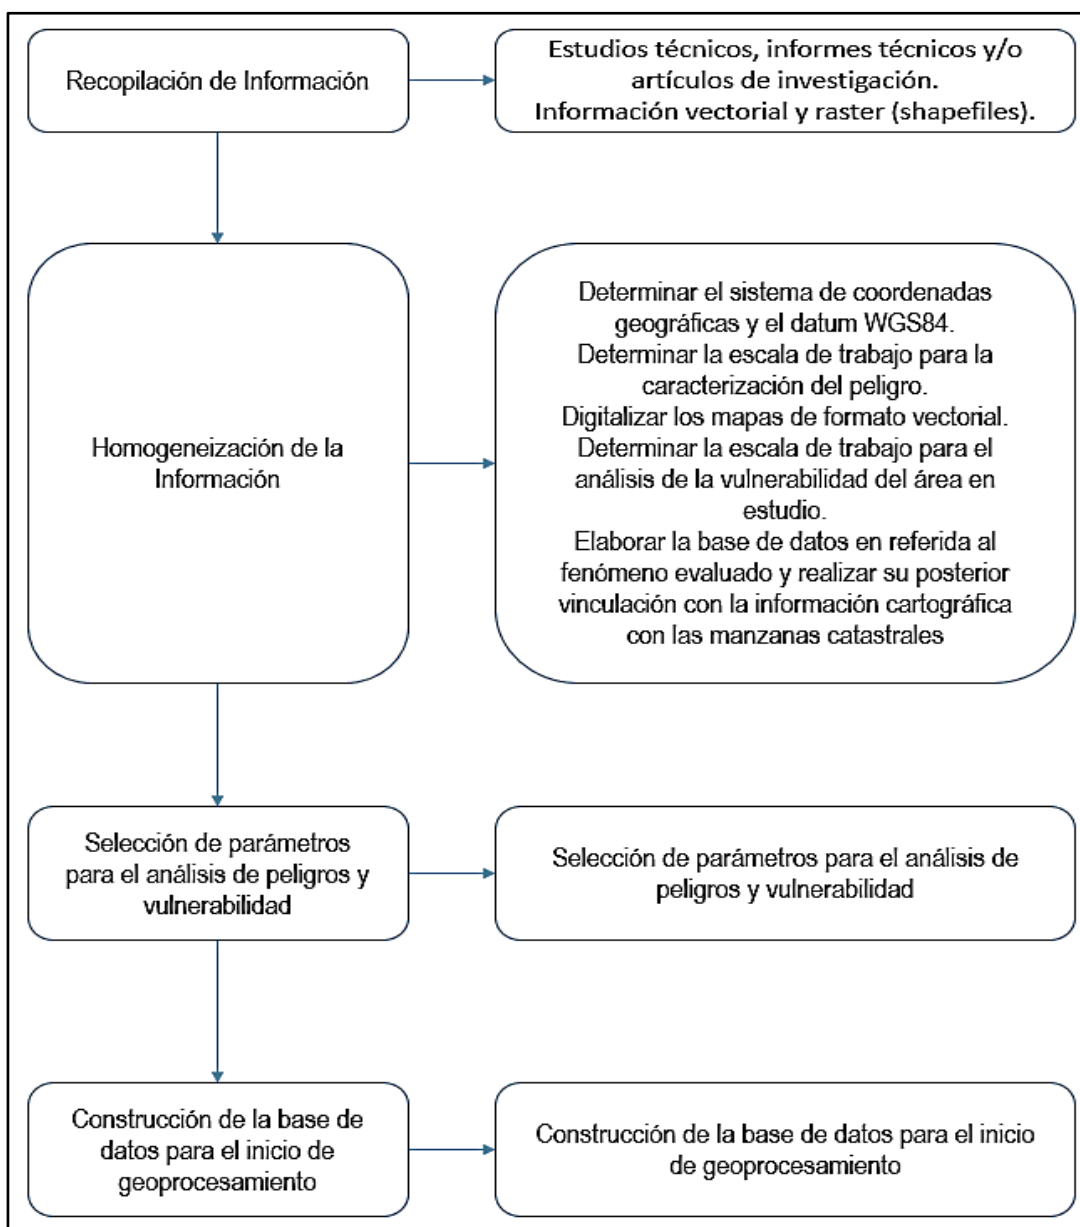 Recopilación de Información
Estudios técnicos, informes técnicos y/o
artículos de investigación.
Información vectorial y raster (shapefiles).
Homogeneización de la
Información
Determinar el sistema de coordenadas
geográficas y el datum WGS84.
Determinar la escala de trabajo para la
caracterización del peligro.
Digitalizar los mapas de formato vectorial.
Determinar la escala de trabajo para el
análisis de la vulnerabilidad del área en
estudio.
Elaborar la base de datos en referida al
fenómeno evaluado y realizar su posterior
vinculación con la información cartográfica
con las manzanas catastrales
Selección de parámetros
para el análisis de peligros y
vulnerabilidad
Selección de parámetros para el análisis de
peligros y vulnerabilidad
Construcción de la base de
datos para el inicio de
geoprocesamiento
Construcción de la base de datos para el inicio
de geoprocesamiento